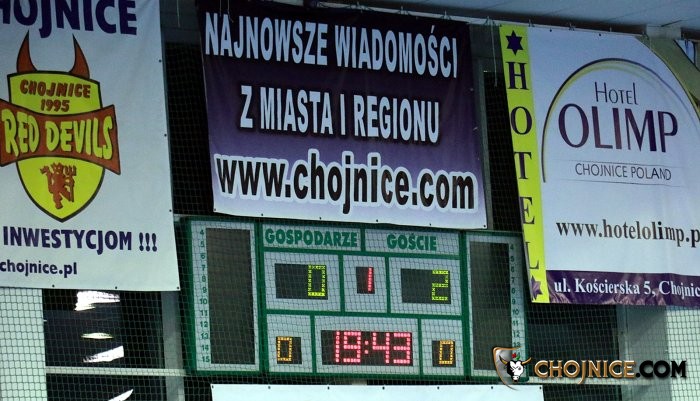 CHOJNICE
CHOJNICE
1995
RED DEVILS
INWESTYCJOM !!!
chojnice.pl
NAJNOWSZE WIADOMOŚCI
Z MIASTA I REGIONU
www.chojnice.com
HOTEL
Hotel
OLIMP
CHOJNICE POLAND
www.hotelolimp.p
ul. Kościerska 5, Chojnic
GOSPODARZE GOŚCIE
0 1 2
0 19:43 0
CHOJNICE.COM